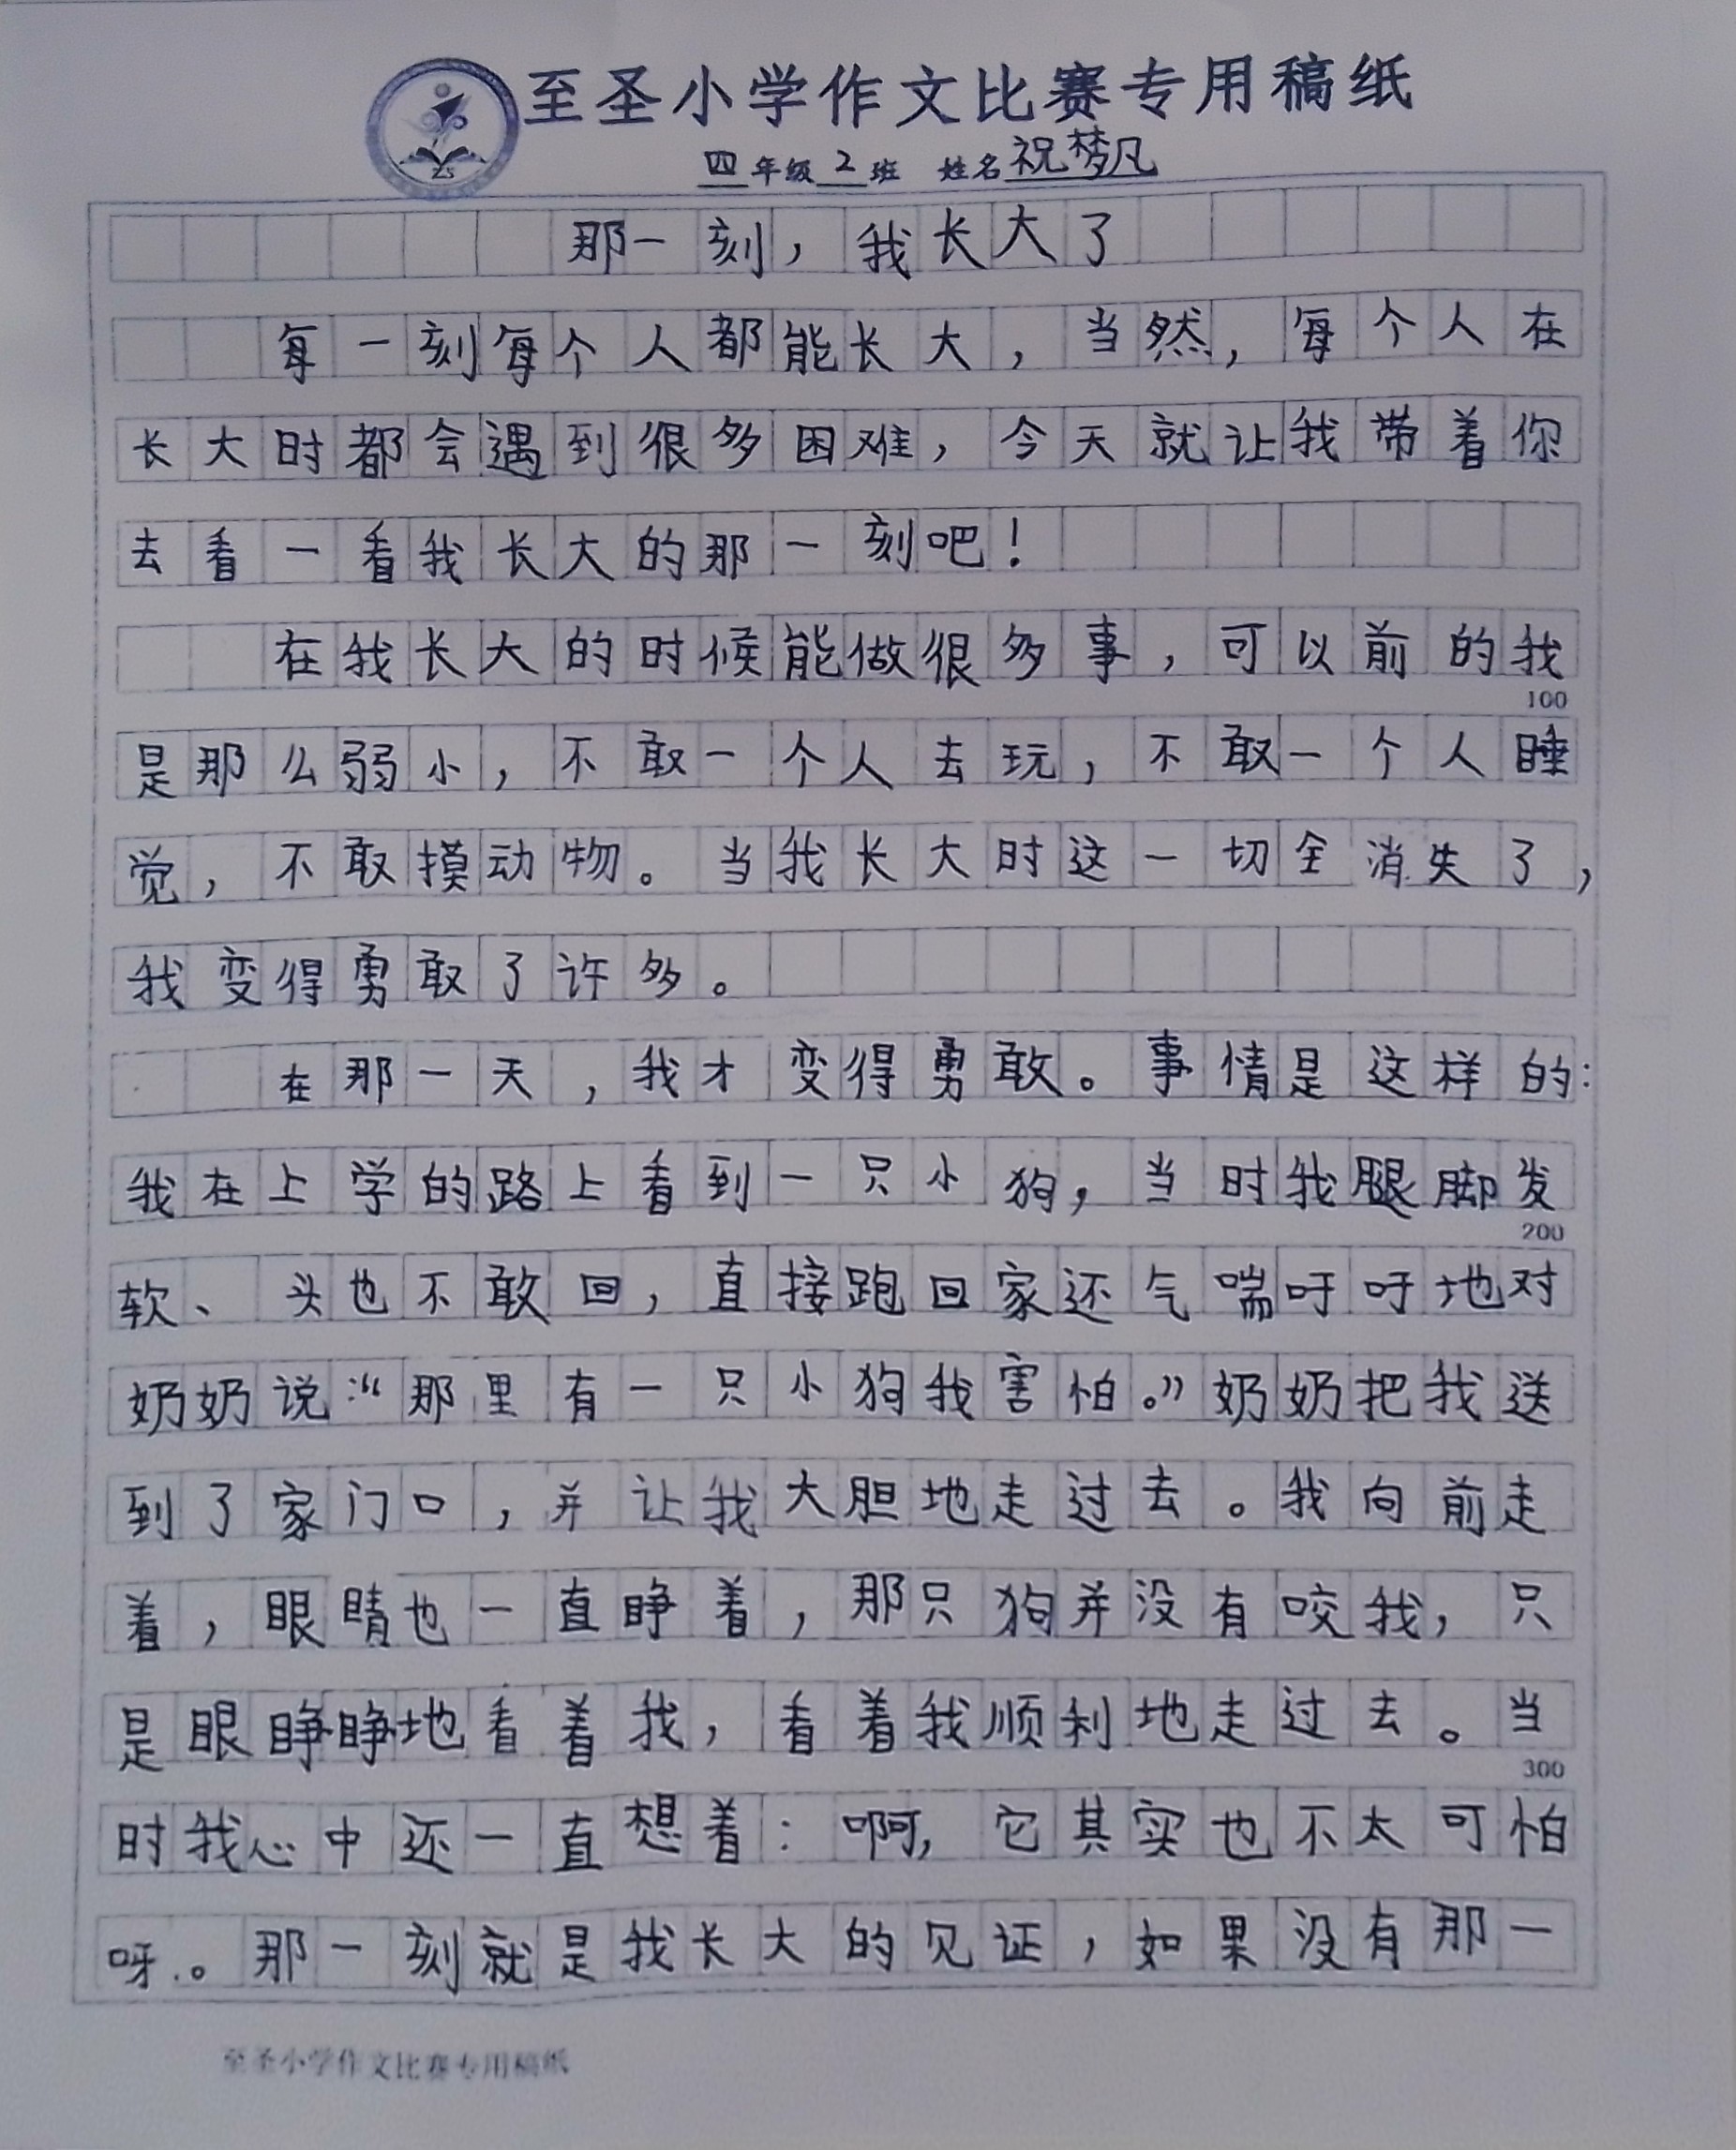 至圣小学作文比赛专用稿纸
四年级2班 姓名祝梦凡
那一刻，我长大了
每一刻每个人都能长大，当然，每个人在
长大时都会遇到很多困难，今天就让我带着你
去看一看我长大的那一刻吧！
在我长大的时候能做很多事，可以前的我
100
是那么弱小，不敢一个人去玩，不敢一个人睡
觉，不敢摸动物。当我长大时这一切全消失了，
我变得勇敢了许多。
在那一天，我才变得勇敢。事情是这样的：
我在上学的路上看到一只小狗，当时我腿脚发
200
软、头也不敢回，直接跑回家还气喘吁吁地对
奶奶说：“那里有一只小狗我害怕。”奶奶把我送
到了家门口，并让我大胆地走过去。我向前走
着，眼睛也一直睁着，那只狗并没有咬我，只
是眼睁睁地看着我，看着我顺利地走过去。当
300
时我心中还一直想着：啊，它其实也不太可怕
呀。那一刻就是我长大的见证，如果没有那一
至圣小学作文比赛专用稿纸